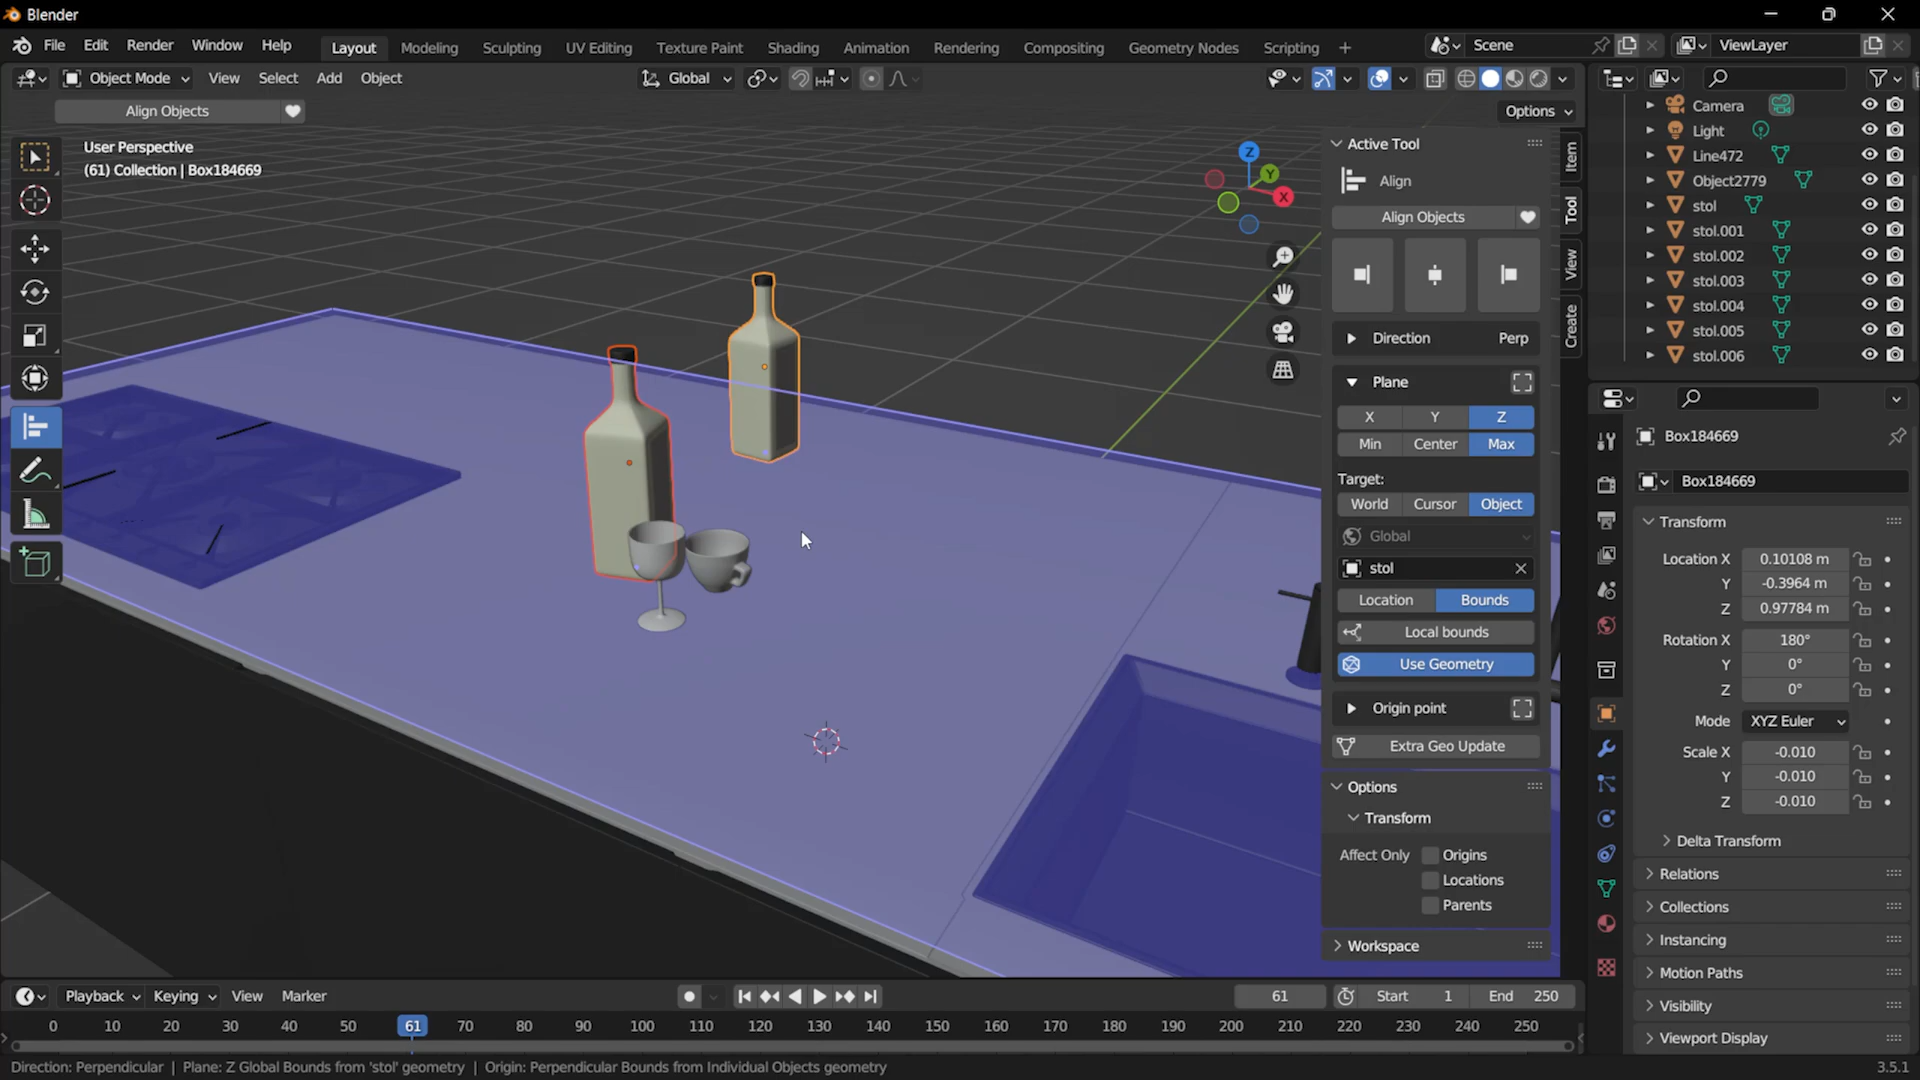 Blender
File Edit Render Window Help Layout Modeling Sculpting UV Editing Texture Paint Shading Animation Rendering Compositing Geometry Nodes Scripting + Scene ViewLayer
Object Mode View Select Add Object Global
Align Objects Options
User Perspective
(61) Collection | Box184669
Z
Y
X
Active Tool
Align
Align Objects
Direction Perp
Plane
X Y Z
Min Center Max
Target:
World Cursor Object
Global
stol
Location Bounds
Local bounds
Use Geometry
Origin point
Extra Geo Update
Options
Transform
Affect Only Origins
Locations
Parents
Workspace
Item
Tool
View
Create
Camera
Light
Line472
Object2779
stol
stol.001
stol.002
stol.003
stol.004
stol.005
stol.006
Box184669
Box184669
Transform
Location X 0.10108 m
Y -0.3964 m
Z 0.97784 m
Rotation X 180°
Y 0°
Z 0°
Mode XYZ Euler
Scale X -0.010
Y -0.010
Z -0.010
Delta Transform
Relations
Collections
Instancing
Motion Paths
Visibility
Viewport Display
Playback Keying View Marker 61 Start 1 End 250
0 10 20 30 40 50 61 70 80 90 100 110 120 130 140 150 160 170 180 190 200 210 220 230 240 250
Direction: Perpendicular | Plane: Z Global Bounds from 'stol' geometry | Origin: Perpendicular Bounds from Individual Objects geometry 3.5.1